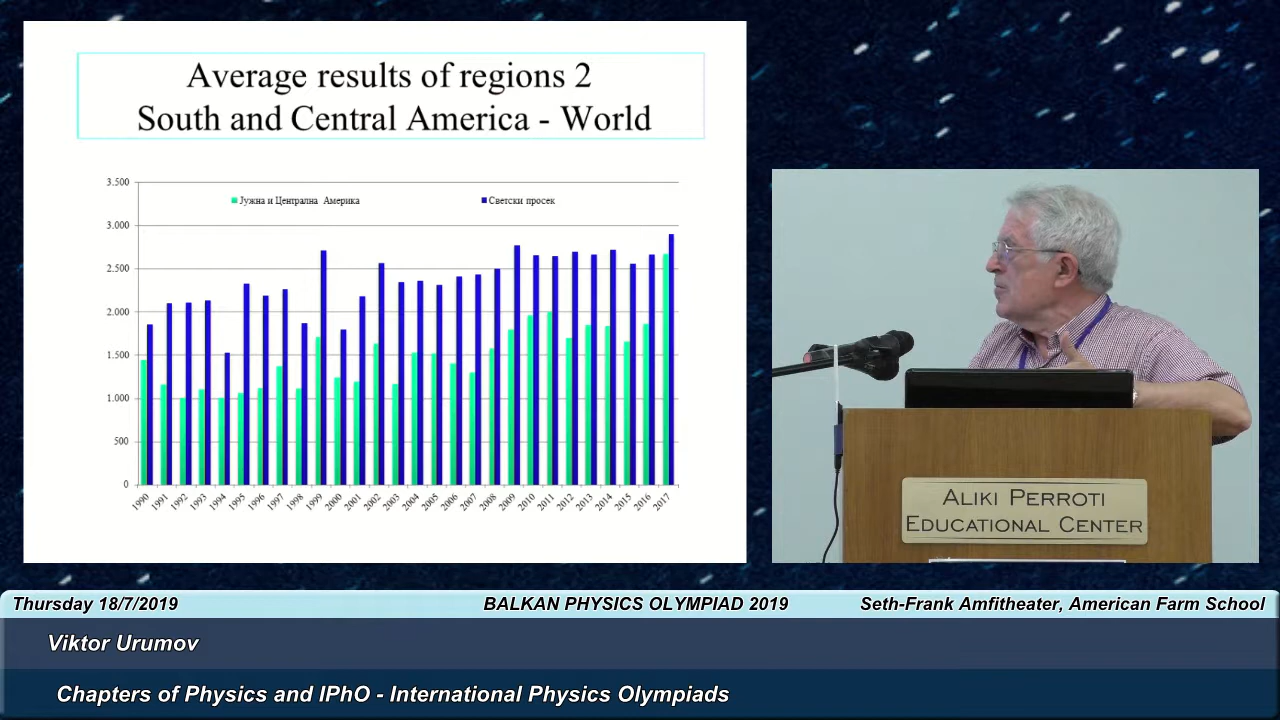 Average results of regions 2
South and Central America - World
3.500
Јужна и Централна Америка
Светски просек
3.000
2.500
2.000
1.500
1.000
500
0
1990 1991 1992 1993 1994 1995 1996 1997 1998 1999 2000 2001 2002 2003 2004 2005 2006 2007 2008 2009 2010 2011 2012 2013 2014 2015 2016 2017
ALIKI PERROTI
EDUCATIONAL CENTER
Thursday 18/7/2019 BALKAN PHYSICS OLYMPIAD 2019 Seth-Frank Amfitheater, American Farm School
Viktor Urumov
Chapters of Physics and IPhO - International Physics Olympiads